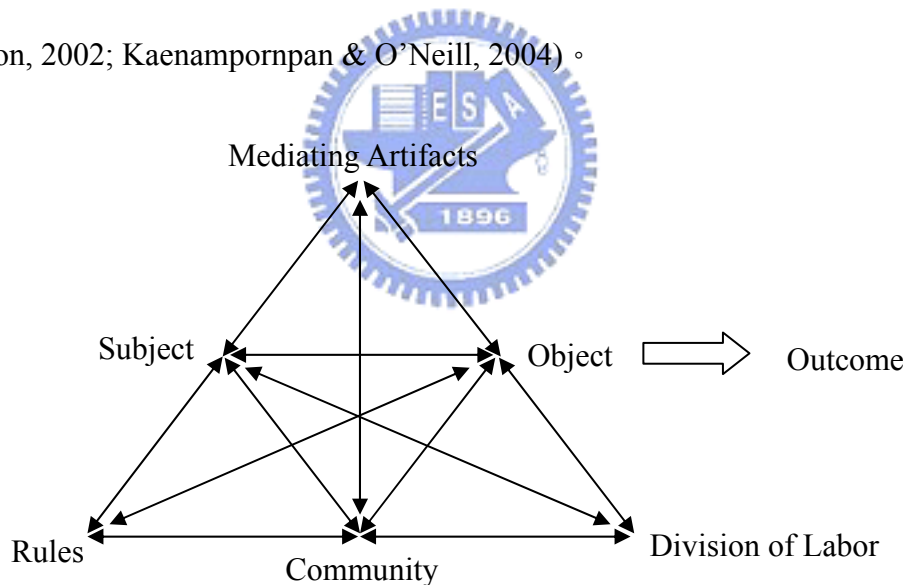 on, 2002; Kaenampornpan & O’Neill, 2004)。
E S A
Mediating Artifacts
1896
Subject
Object
Outcome
Rules
Community
Division of Labor